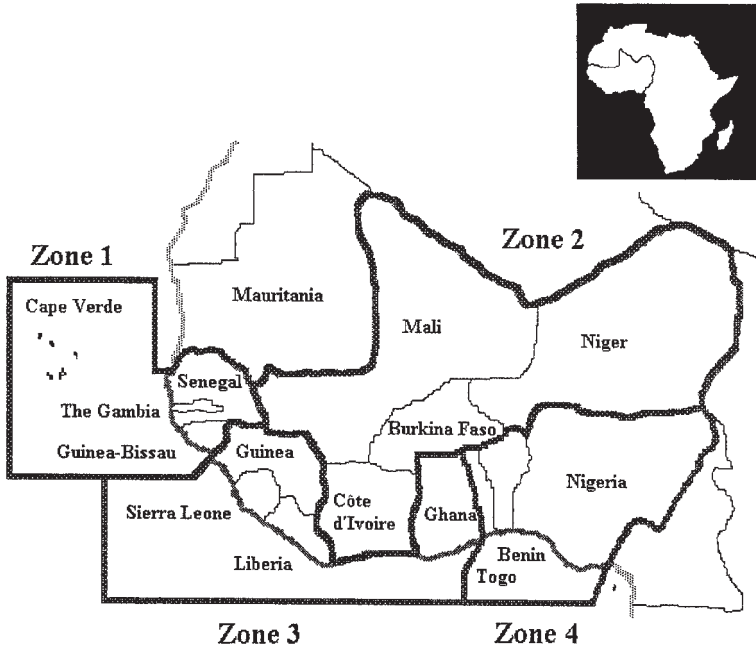 Zone 1
Zone 2
Cape Verde
Mauritania
Mali
Niger
Senegal
The Gambia
Burkina Faso
Guinea-Bissau
Guinea
Nigeria
Sierra Leone
Côte
d'Ivoire
Ghana
Liberia
Benin
Togo
Zone 3
Zone 4